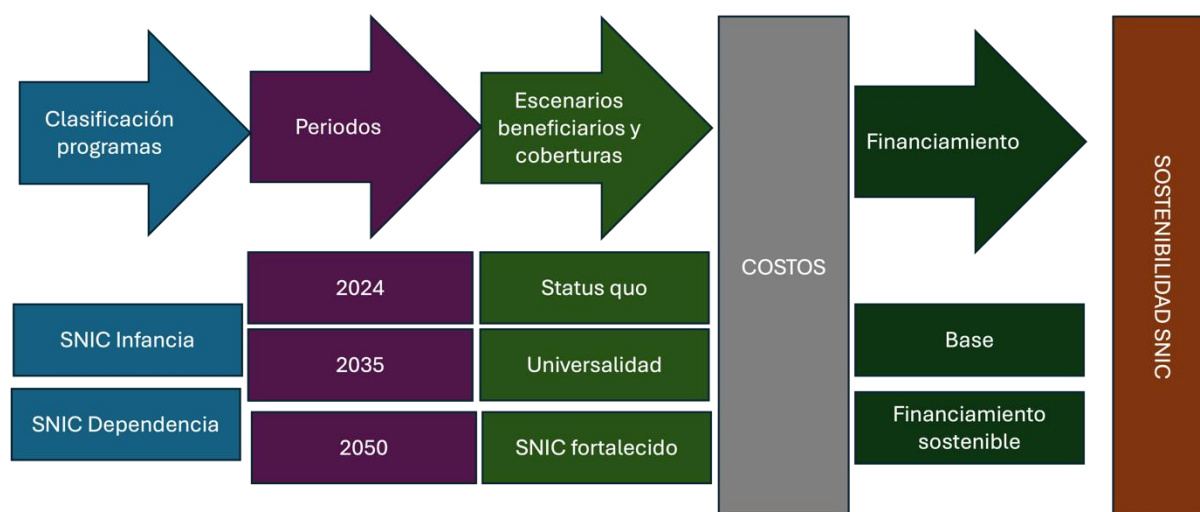 Clasificación
programas
Periodos
Escenarios
beneficiarios y
coberturas
COSTOS
Financiamiento
SOSTENIBILIDAD SNIC
SNIC Infancia
SNIC Dependencia
2024
2035
2050
Status quo
Universalidad
SNIC fortalecido
Base
Financiamiento
sostenible